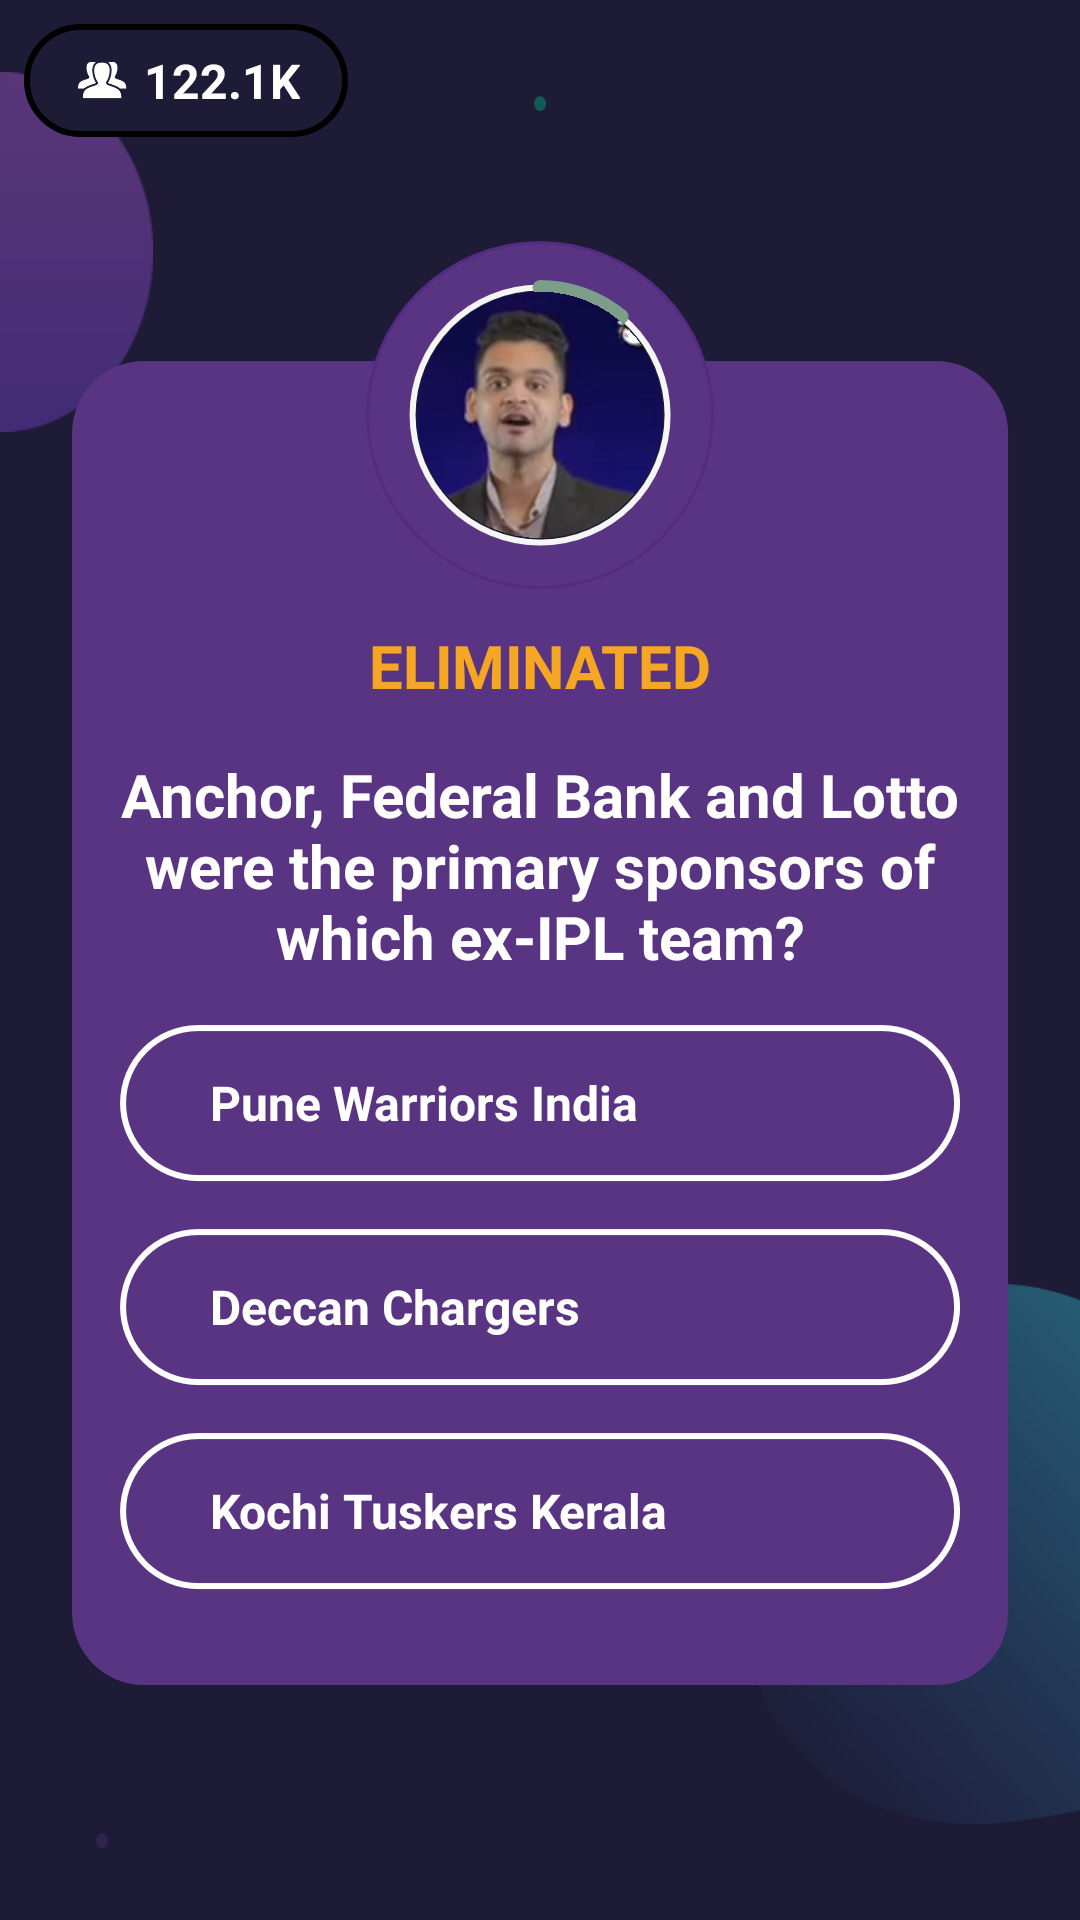 122.1K
ELIMINATED
Anchor, Federal Bank and Lotto
were the primary sponsors of
which ex-IPL team?
Pune Warriors India
Deccan Chargers
Kochi Tuskers Kerala